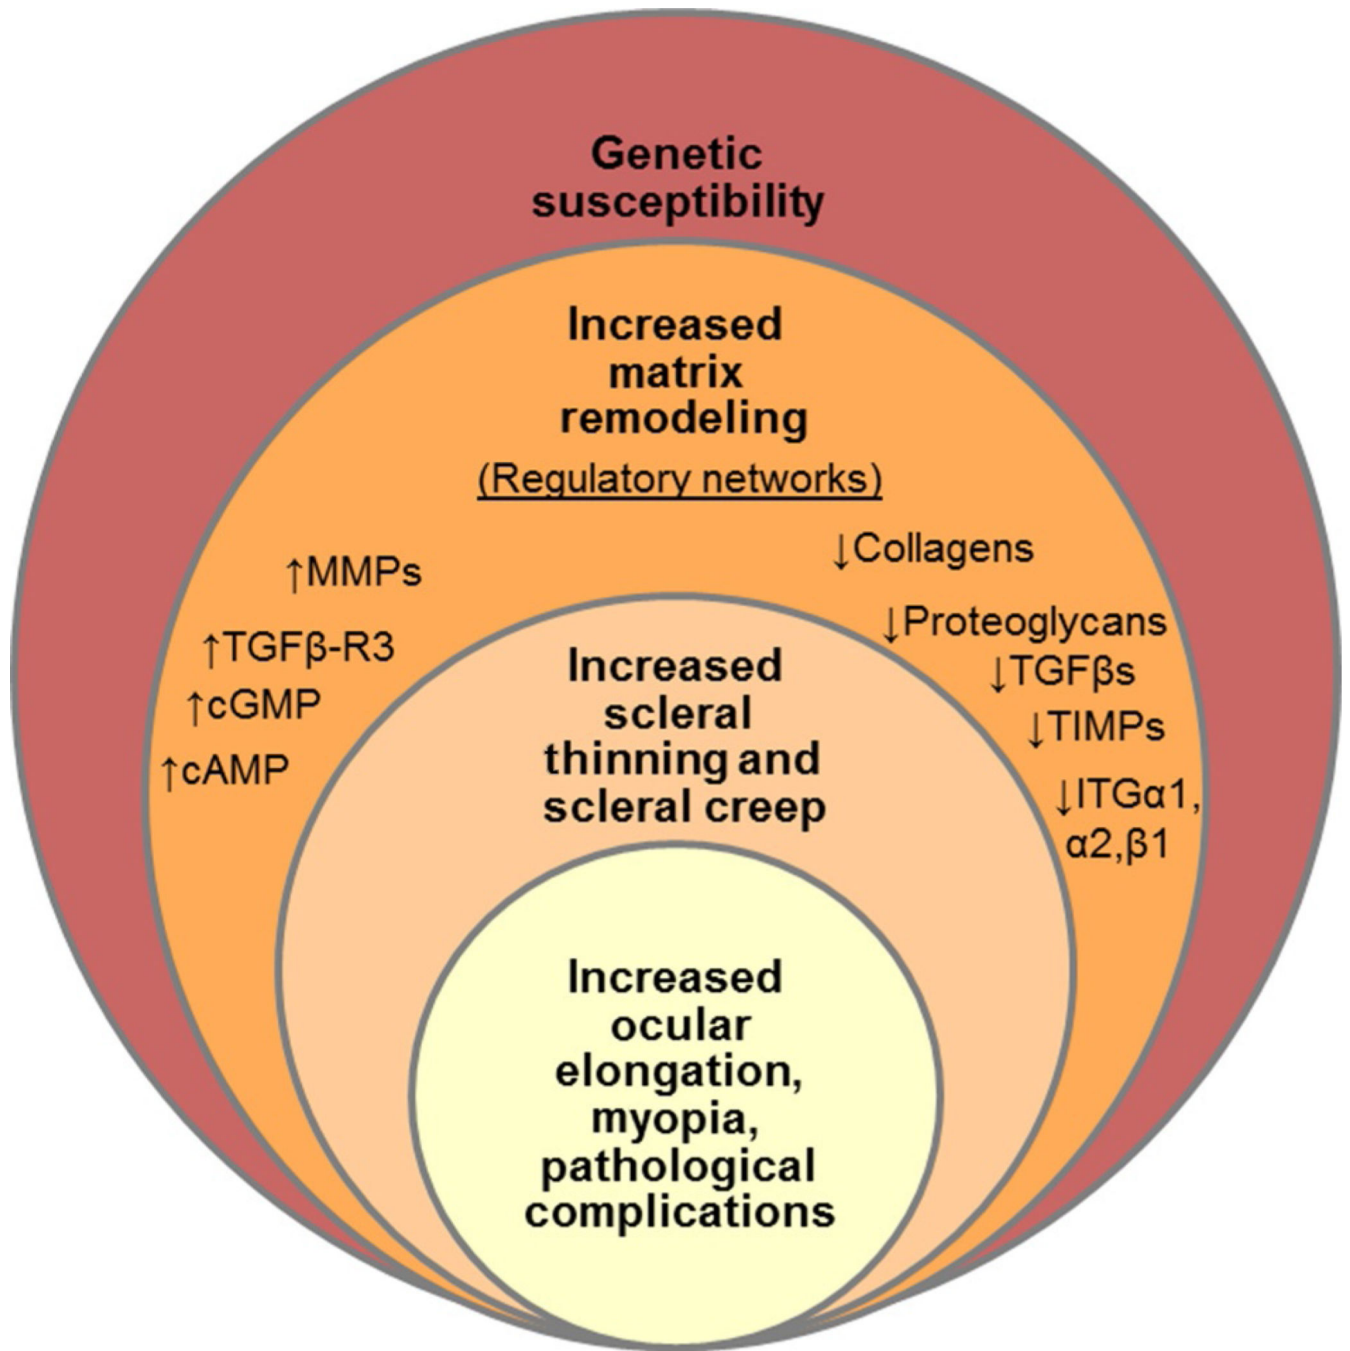 Genetic
susceptibility
Increased
matrix
remodeling
(Regulatory networks)
↑MMPs
↑TGFβ-R3
↑cGMP
↑cAMP
↓Collagens
↓Proteoglycans
↓TGFβs
↓TIMPs
↓ITGα1,
α2,β1
Increased
scleral
thinning and
scleral creep
Increased
ocular
elongation,
myopia,
pathological
complications